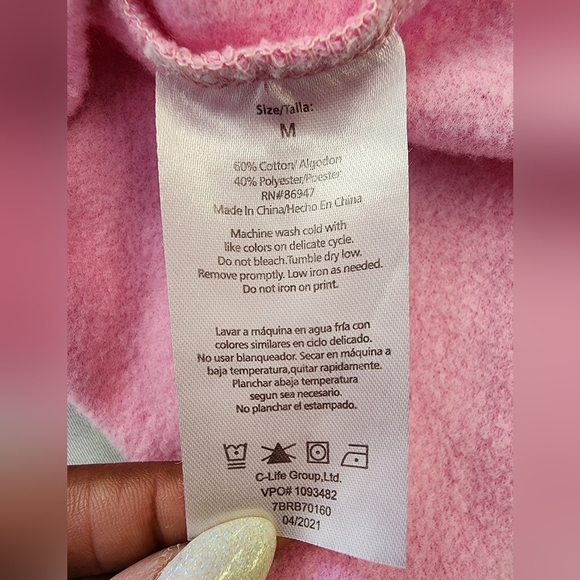 Size/Talla:
M
60% Cotton/ Algodon
40% Polyester/Poester
RN#86947
Made In China/Hecho En China
Machine wash cold with
like colors on delicate cycle.
Do not bleach.Tumble dry low.
Remove promptly. Low iron as needed.
Do not iron on print.
Lavar a máquina en agua fría con
colores similares en ciclo delicado.
No usar blanqueador. Secar en máquina a
baja temperatura,quitar rapidamente.
Planchar abaja temperatura
segun sea necesario.
No planchar el estampado.
C-Life Group,Ltd.
VPO# 1093482
7BRB70160
04/2021